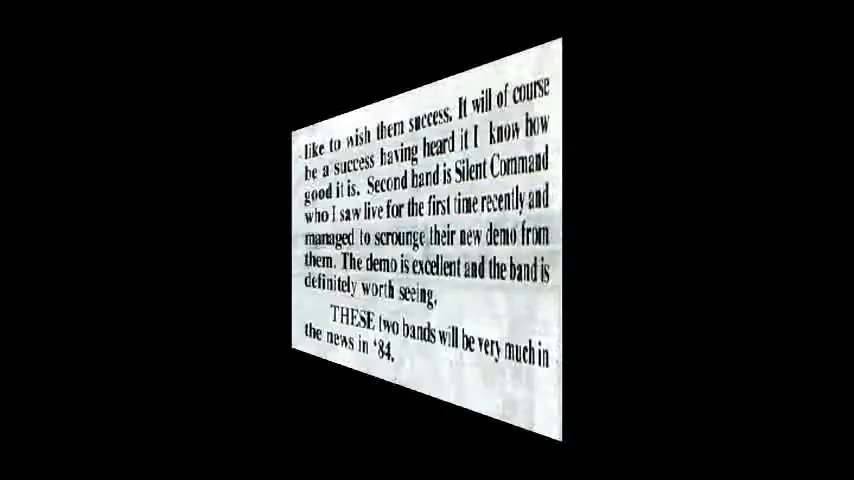 like to wish them success. It will of course
be a success having heard it I know how
good it is. Second band is Silent Command
who I saw live for the first time recently and
managed to scrounge their new demo from
them. The demo is excellent and the band is
definitely worth seeing,
THESE two bands will be very much in
the news in '84.